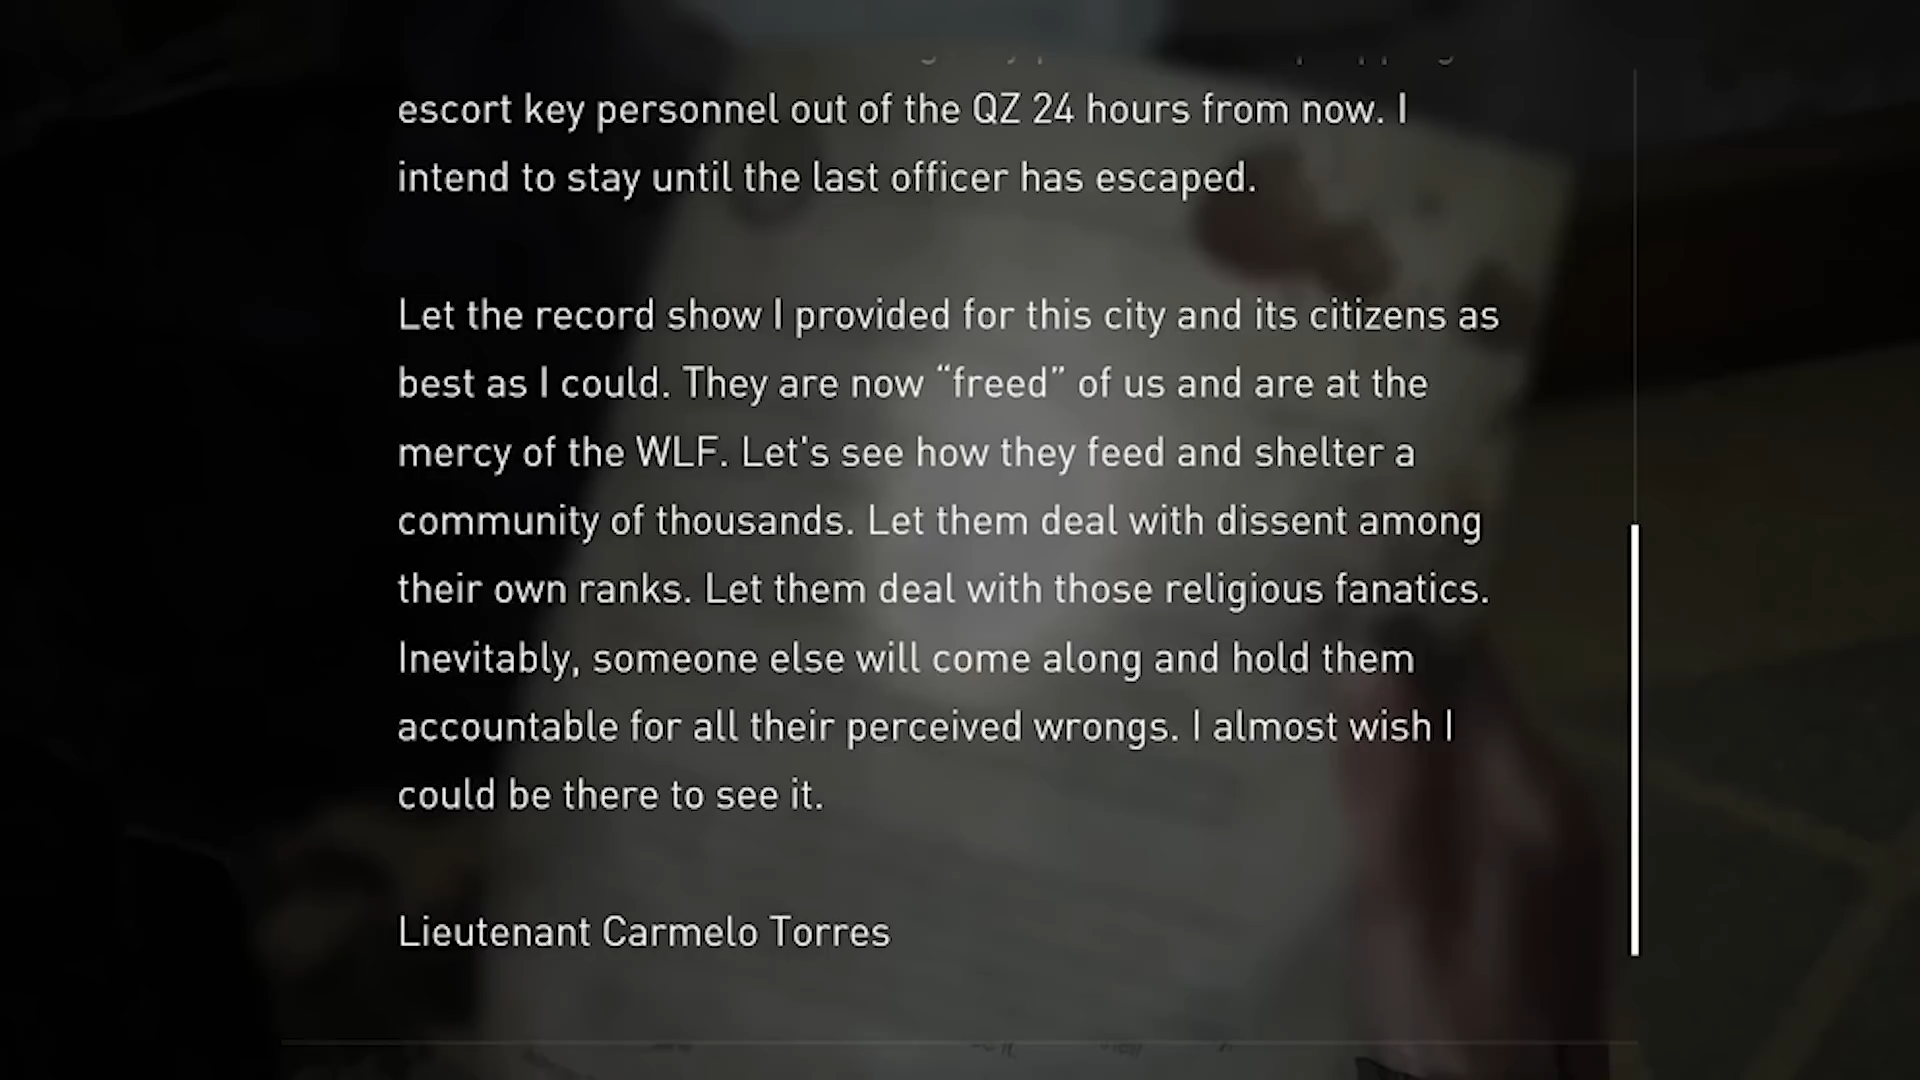 escort key personnel out of the QZ 24 hours from now. I
intend to stay until the last officer has escaped.
Let the record show I provided for this city and its citizens as
best as I could. They are now “freed” of us and are at the
mercy of the WLF. Let's see how they feed and shelter a
community of thousands. Let them deal with dissent among
their own ranks. Let them deal with those religious fanatics.
Inevitably, someone else will come along and hold them
accountable for all their perceived wrongs. I almost wish I
could be there to see it.
Lieutenant Carmelo Torres